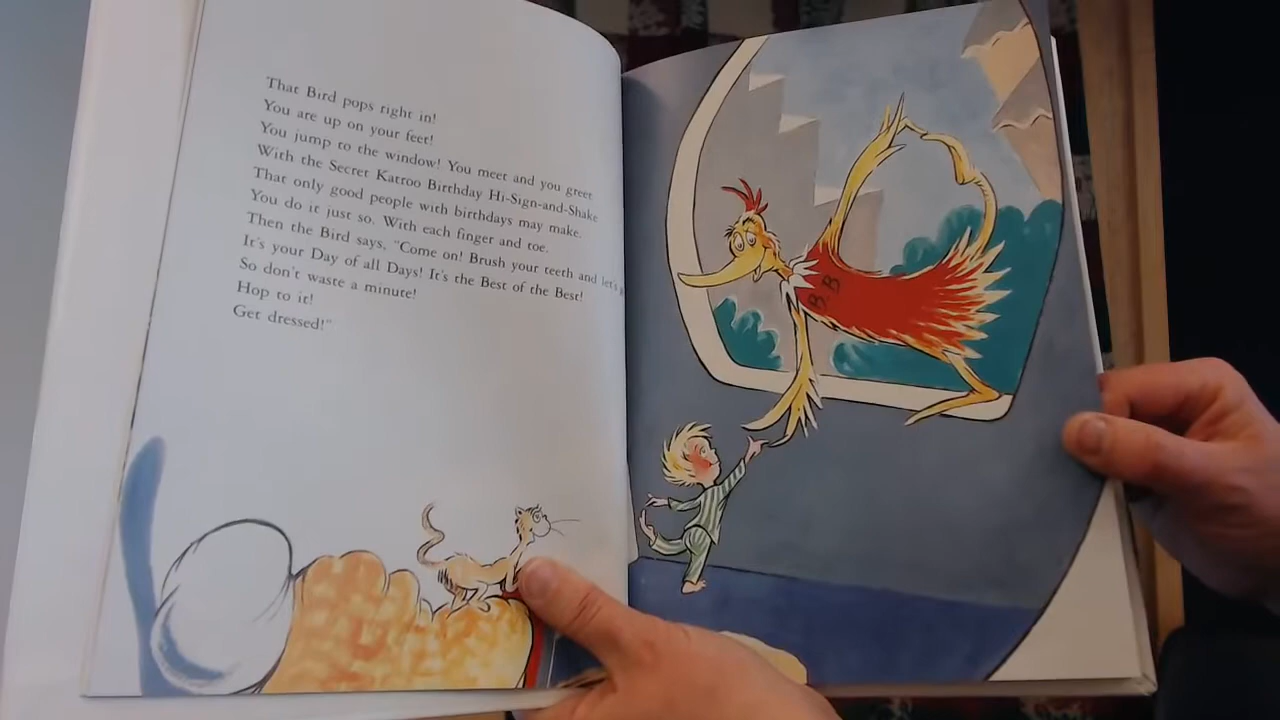 That Bird pops right in!
You are up on your feet!
You jump to the window! You meet and you greet
With the Secret Katroo Birthday Hi-Sign-and-Shake
That only good people with birthdays may make.
You do it just so. With each finger and toe.
Then the Bird says, "Come on! Brush your teeth and let's
It's your Day of all Days! It's the Best of the Best!
So don't waste a minute!
Hop to it!
Get dressed!"
B.B